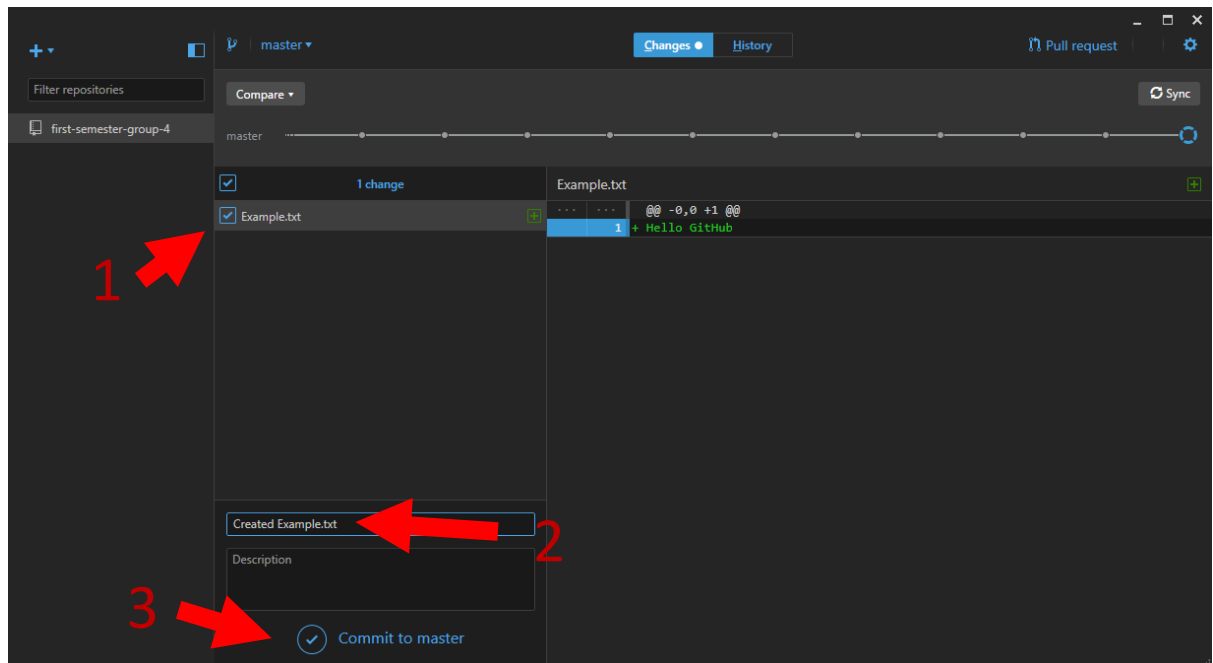 master
Changes
History
Pull request
Filter repositories
Compare
Sync
first-semester-group-4
master
1 change
Example.txt
Example.txt
@@ -0,0 +1 @@
1 + Hello GitHub
1
Created Example.txt
2
Description
3
Commit to master